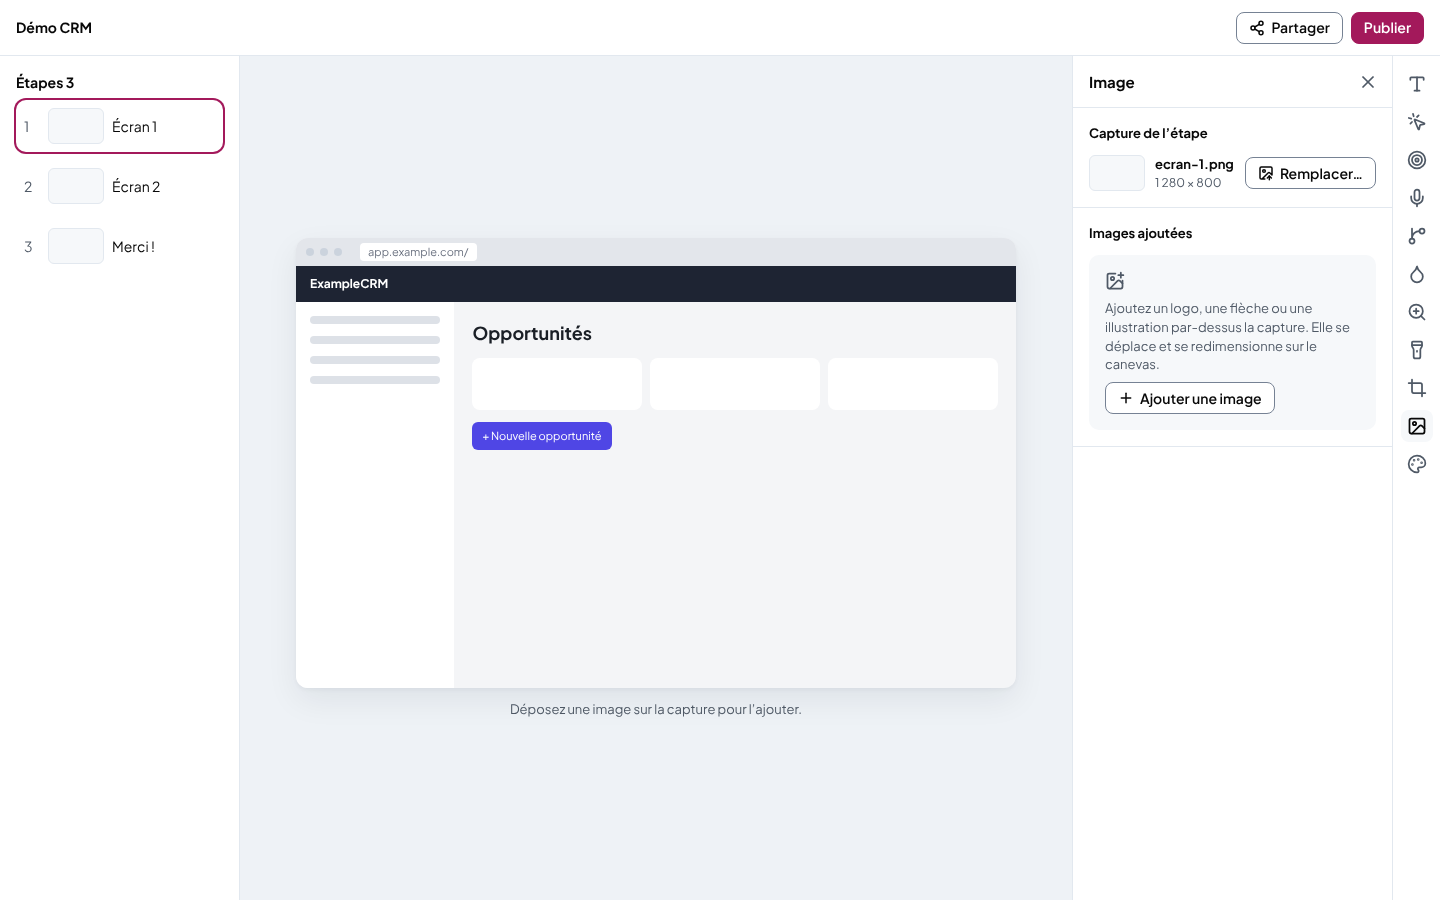 Démo CRM
Partager
Publier
Étapes 3
1
Écran 1
2
Écran 2
3
Merci !
app.example.com/
ExampleCRM
Opportunités
+ Nouvelle opportunité
Déposez une image sur la capture pour l’ajouter.
Image
Capture de l’étape
ecran-1.png
1 280 × 800
Remplacer…
Images ajoutées
Ajoutez un logo, une flèche ou une
illustration par-dessus la capture. Elle se
déplace et se redimensionne sur le
canevas.
Ajouter une image